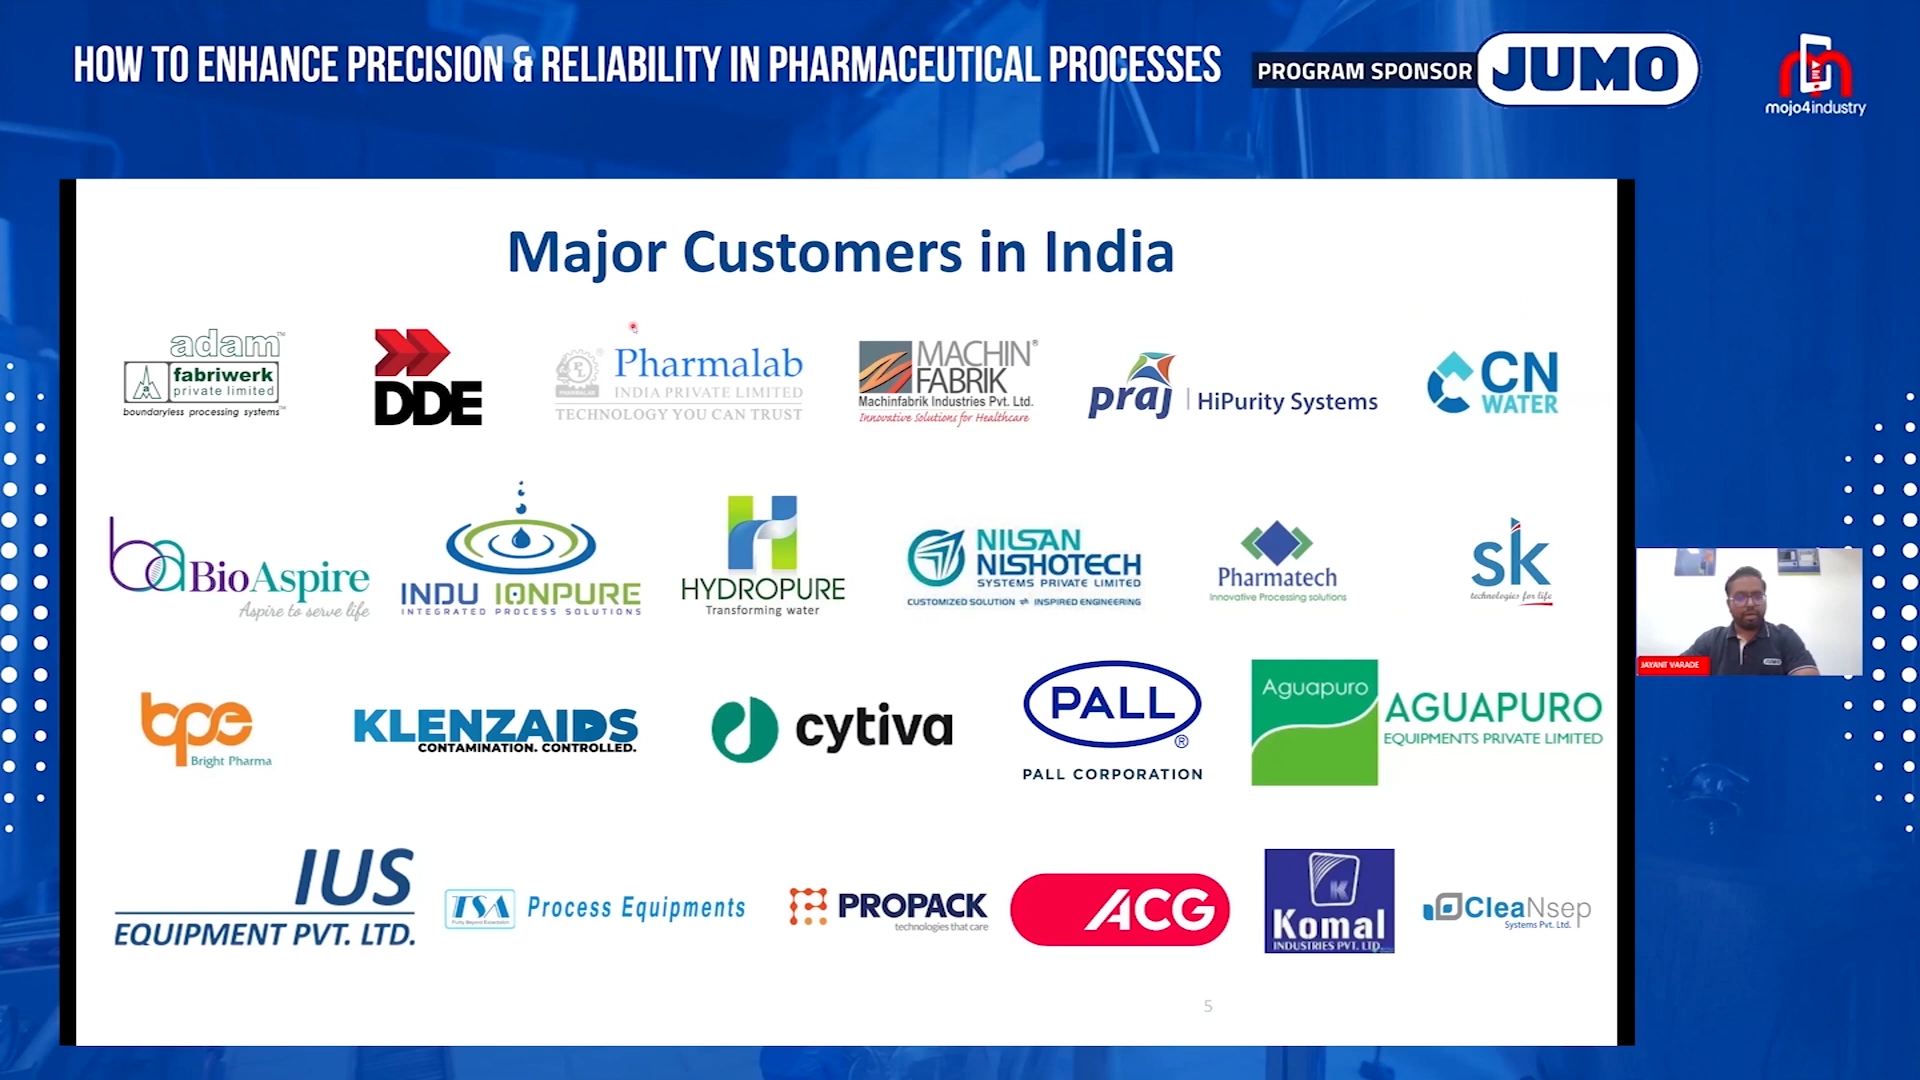 HOW TO ENHANCE PRECISION & RELIABILITY IN PHARMACEUTICAL PROCESSES
PROGRAM SPONSOR
JUMO
mojo4industry
Major Customers in India
adam™
fabriwerk
private limited
boundaryless processing systems™
DDE
Pharmalab
INDIA PRIVATE LIMITED
TECHNOLOGY YOU CAN TRUST
MACHIN®
FABRIK
Machinfabrik Industries Pvt. Ltd.
Innovative Solutions for Healthcare
praj | HiPurity Systems
CN
WATER
ba BioAspire
Aspire to serve life
INDU IONPURE
INTEGRATED PROCESS SOLUTIONS
HYDROPURE
Transforming water
NILSAN
NISHOTECH
SYSTEMS PRIVATE LIMITED
CUSTOMIZED SOLUTION ⇌ INSPIRED ENGINEERING
Pharmatech
Innovative Processing solutions
sk
technologies for life
JAYANT VARADE
bpe
Bright Pharma
KLENZAIDS
CONTAMINATION. CONTROLLED.
cytiva
PALL
®
PALL CORPORATION
Aguapuro
AGUAPURO
EQUIPMENTS PRIVATE LIMITED
IUS
EQUIPMENT PVT. LTD.
TSA Process Equipments
PROPACK
technologies that care
ACG
K
Komal
INDUSTRIES PVT. LTD.
CleaNsep
Systems Pvt. Ltd.
5